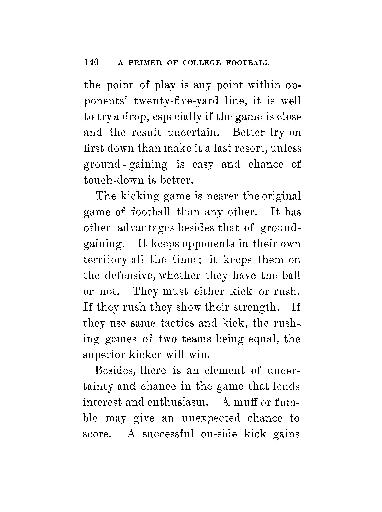 140 A PRIMER OF COLLEGE FOOTBALL
the point of play is any point within op-
ponents' twenty-five-yard line, it is well
to try a drop, especially if the game is close
and the result uncertain. Better try on
first down than make it a last resort, unless
ground-gaining is easy and chance of
touch-down is better.
The kicking game is nearer the original
game of football than any other. It has
other advantages besides that of ground-
gaining. It keeps opponents in their own
territory all the time; it keeps them on
the defensive, whether they have the ball
or not. They must either kick or rush.
If they rush they show their strength. If
they use same tactics and kick, the rush-
ing games of two teams being equal, the
superior kicker will win.
Besides, there is an element of uncer-
tainty and chance in the game that lends
interest and enthusiasm. A muff or fum-
ble may give an unexpected chance to
score. A successful on-side kick gains